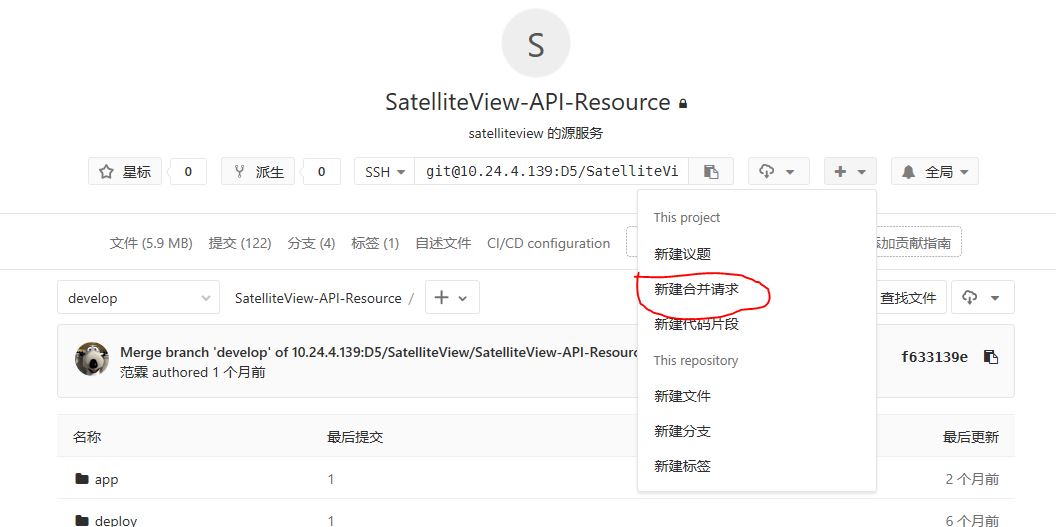 S
SatelliteView-API-Resource
satelliteview 的源服务
星标 0 派生 0 SSH git@10.24.4.139:D5/SatelliteVi 全局
This project
文件 (5.9 MB) 提交 (122) 分支 (4) 标签 (1) 自述文件 CI/CD configuration 加贡献指南
新建议题
develop SatelliteView-API-Resource / 新建合并请求 查找文件
新建代码片段
Merge branch 'develop' of 10.24.4.139:D5/SatelliteView/SatelliteView-API-Resour f633139e
This repository
范霖 authored 1 个月前
新建文件
新建分支
名称 最后提交 最后更新
新建标签
app 1 2 个月前
deploy 1 6 个月前